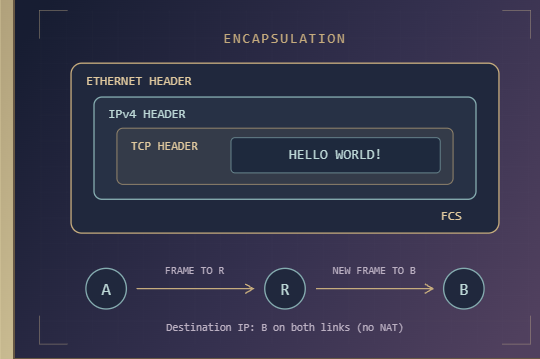 ENCAPSULATION
ETHERNET HEADER
IPv4 HEADER
TCP HEADER
HELLO WORLD!
FCS
FRAME TO R
NEW FRAME TO B
A
R
B
Destination IP: B on both links (no NAT)